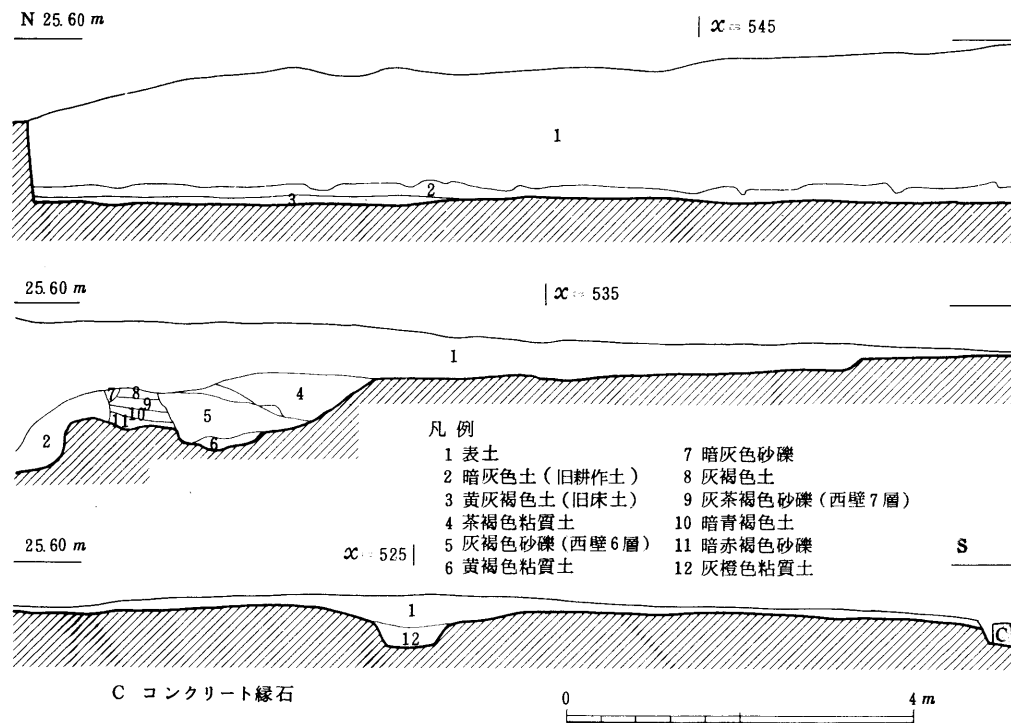 N 25.60 m
x = 545
1
2
3
25.60 m
x = 535
1
7 8
4
9
5
10
11
2
6
凡例
1 表土
2 暗灰色土(旧耕作土)
3 黄灰褐色土(旧床土)
4 茶褐色粘質土
5 灰褐色砂礫(西壁6層)
6 黄褐色粘質土
7 暗灰色砂礫
8 灰褐色土
9 灰茶褐色砂礫(西壁7層)
10 暗青褐色土
11 暗赤褐色砂礫
12 灰橙色粘質土
25.60 m
x = 525
S
1
12
C
C コンクリート縁石
0 4 m